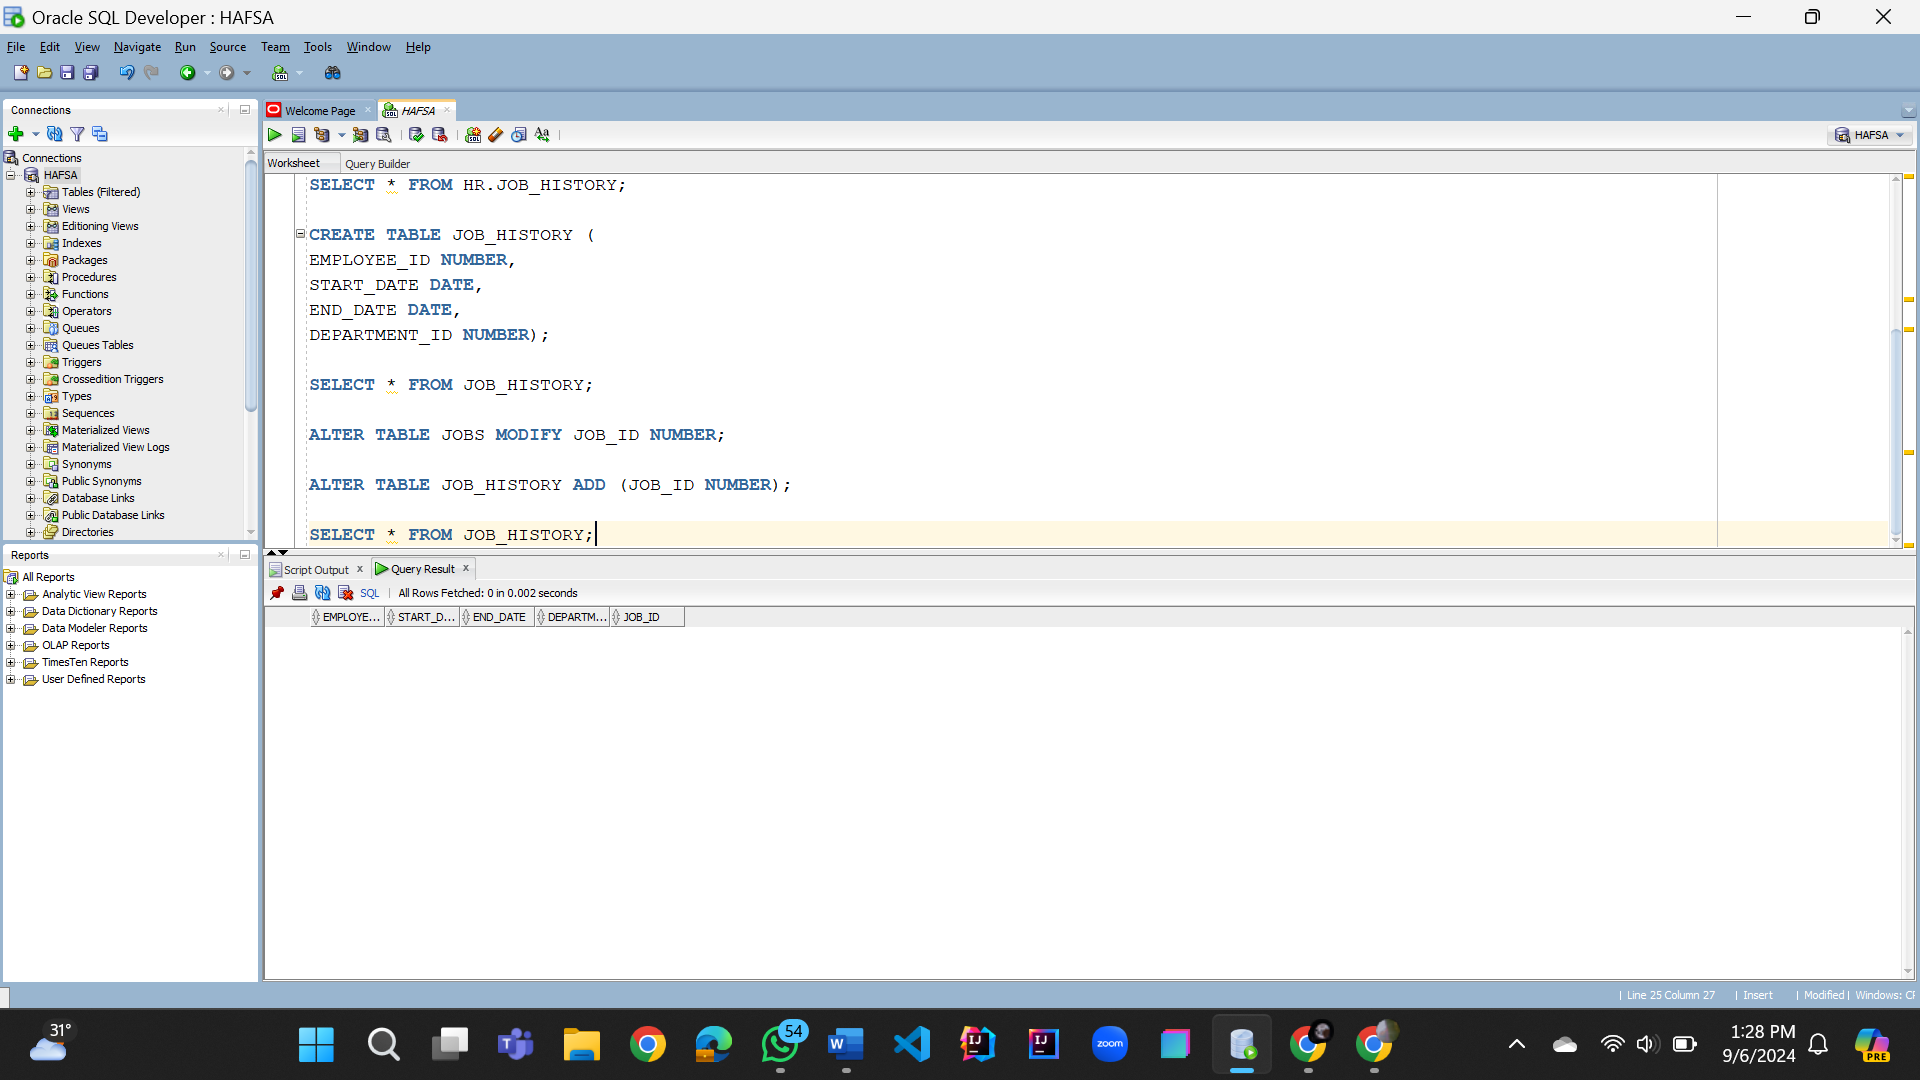 Oracle SQL Developer : HAFSA
File Edit View Navigate Run Source Team Tools Window Help
Connections
Connections
HAFSA
Tables (Filtered)
Views
Editioning Views
Indexes
Packages
Procedures
Functions
Operators
Queues
Queues Tables
Triggers
Crossedition Triggers
Types
Sequences
Materialized Views
Materialized View Logs
Synonyms
Public Synonyms
Database Links
Public Database Links
Directories
Reports
All Reports
Analytic View Reports
Data Dictionary Reports
Data Modeler Reports
OLAP Reports
TimesTen Reports
User Defined Reports
Welcome Page HAFSA
HAFSA
Worksheet Query Builder
SELECT * FROM HR.JOB_HISTORY;
CREATE TABLE JOB_HISTORY (
EMPLOYEE_ID NUMBER,
START_DATE DATE,
END_DATE DATE,
DEPARTMENT_ID NUMBER);
SELECT * FROM JOB_HISTORY;
ALTER TABLE JOBS MODIFY JOB_ID NUMBER;
ALTER TABLE JOB_HISTORY ADD (JOB_ID NUMBER);
SELECT * FROM JOB_HISTORY;
Script Output x Query Result x
SQL | All Rows Fetched: 0 in 0.002 seconds
EMPLOYE... START_D... END_DATE DEPARTM... JOB_ID
| Line 25 Column 27 | Insert | Modified | Windows: CF
31°
54
zoom
1:28 PM
9/6/2024
PRE